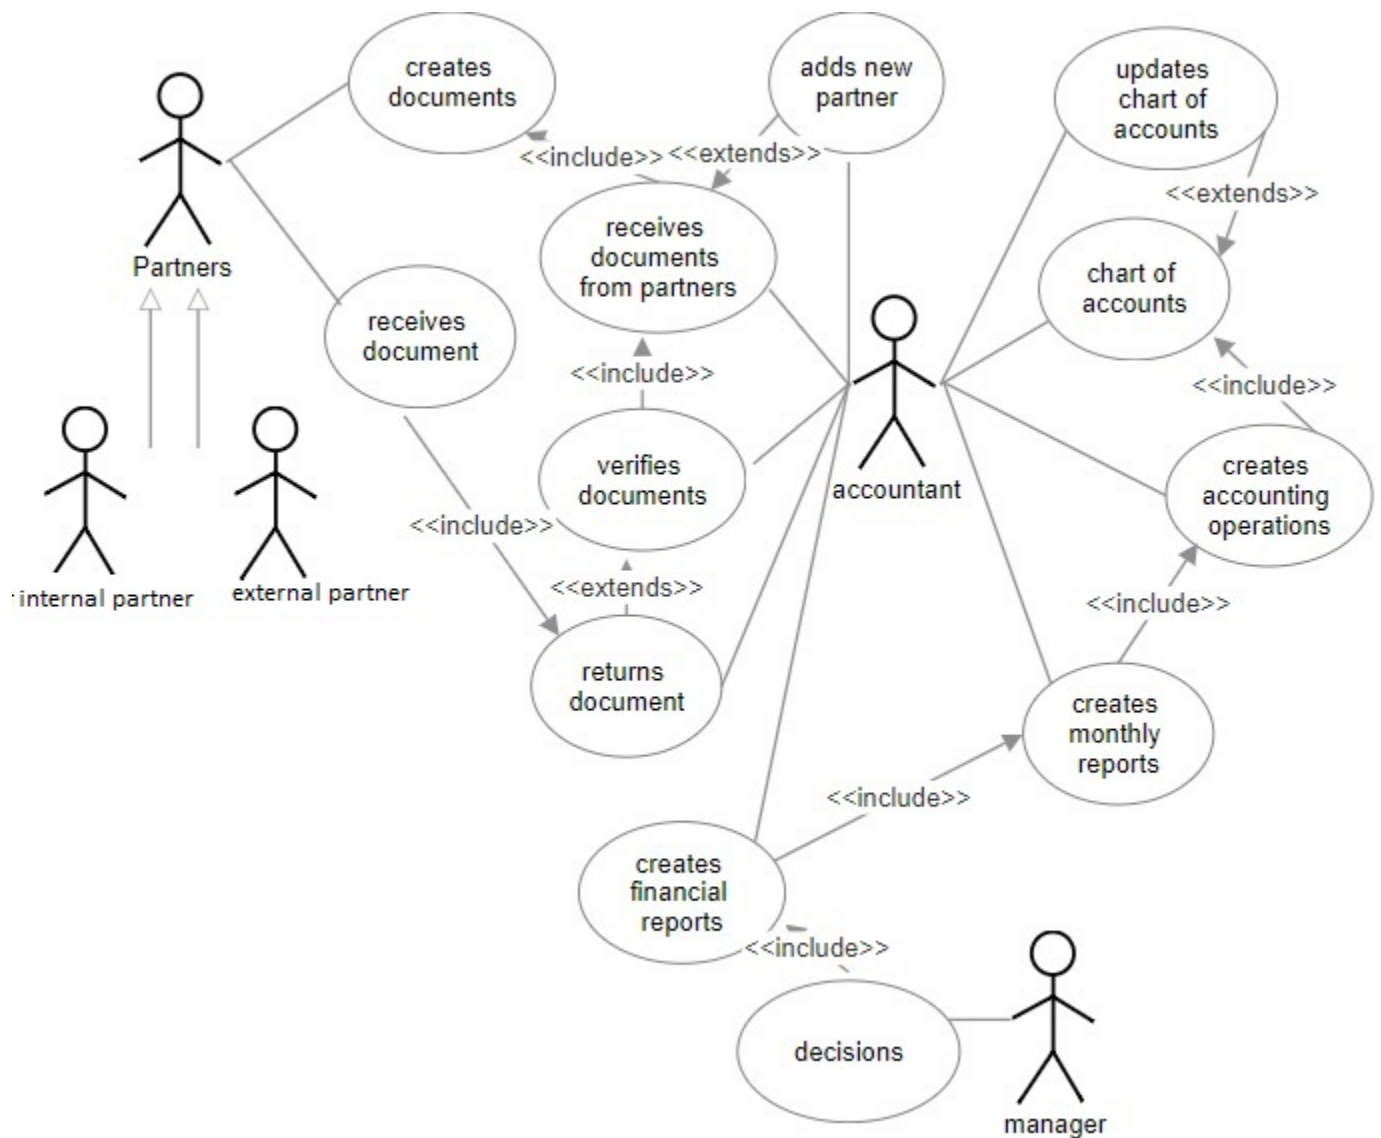 creates
documents
adds new
partner
updates
chart of
accounts
<<include>>
<<extends>>
<<extends>>
Partners
receives
documents
from partners
chart of
accounts
receives
document
<<include>>
<<include>>
accountant
verifies
documents
creates
accounting
operations
<<include>>
internal partner
external partner
<<extends>>
<<include>>
returns
document
creates
monthly
reports
<<include>>
creates
financial
reports
<<include>>
decisions
manager